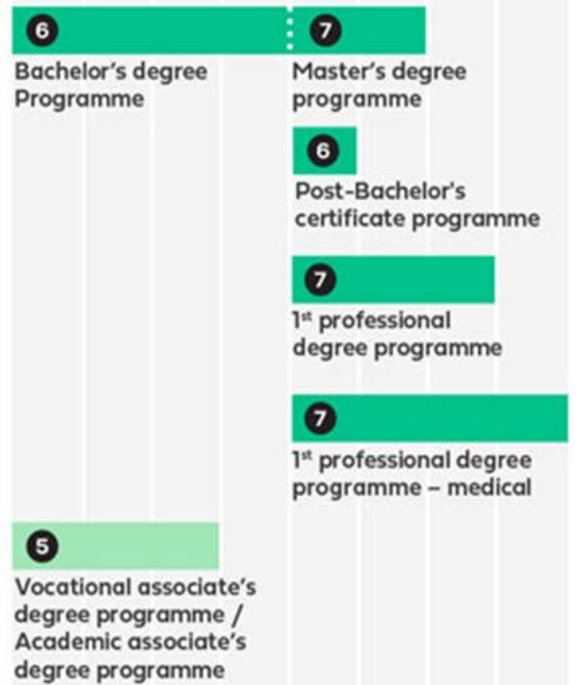 6
7
Bachelor's degree
Programme
Master's degree
programme
6
Post-Bachelor's
certificate programme
7
1st professional
degree programme
7
1st professional degree
programme – medical
5
Vocational associate's
degree programme /
Academic associate's
degree programme